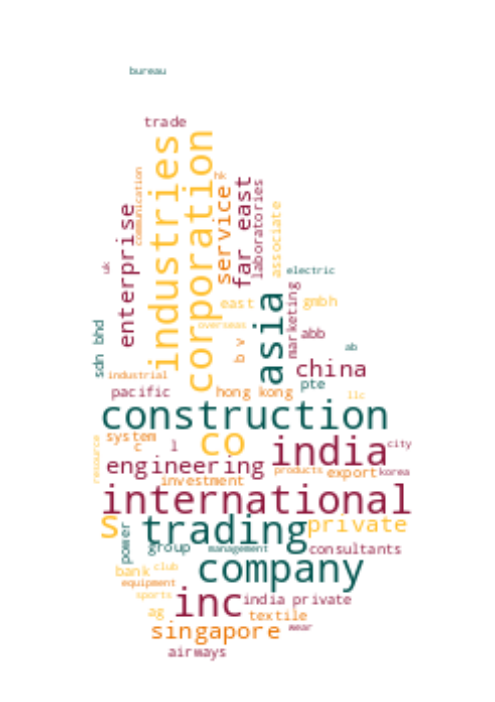 bureau
trade
industries
corporation
hk
service
far east
laboratories
communication
associate
enterprise
uk
electric
east
gmbh
asia
marketing
overseas
abb
b v
ab
sdn bhd
china
industrial
pte
pacific
hong kong
llc
construction
co
system
c
l
india
city
resource
engineering
products
export
korea
investment
international
s
trading
private
power
group
management
consultants
company
bank
club
equipment
sports
inc
india private
ag
textile
singapore
wear
airways